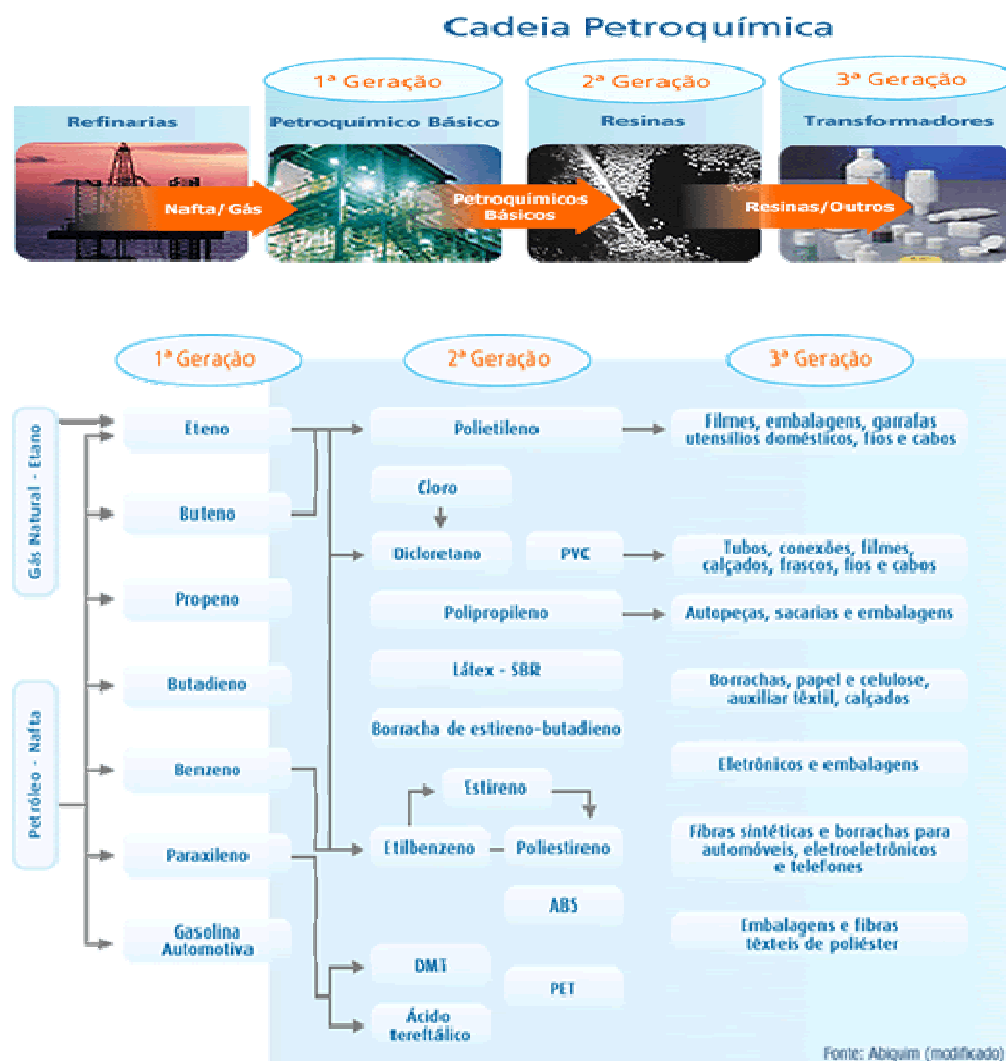 Cadeia Petroquímica
1ª Geração
2ª Geração
3ª Geração
Refinarias
Petroquímico Básico
Resinas
Transformadores
Nafta/Gás
Petroquímicos
Básicos
Resinas/Outros
1ª Geração
2ª Geração
3ª Geração
Gás Natural - Etano
Petróleo - Nafta
Eteno
Buteno
Propeno
Butadieno
Benzeno
Paraxileno
Gasolina
Automotiva
Polietileno
Cloro
Dicloretano
PVC
Polipropileno
Látex - SBR
Borracha de estireno-butadieno
Estireno
Etilbenzeno
Poliestireno
ABS
DMT
PET
Ácido
tereftálico
Filmes, embalagens, garrafas
utensílios domésticos, fios e cabos
Tubos, conexões, filmes,
calçados, frascos, fios e cabos
Autopeças, sacarias e embalagens
Borrachas, papel e celulose,
auxiliar têxtil, calçados
Eletrônicos e embalagens
Fibras sintéticas e borrachas para
automóveis, eletroeletrônicos
e telefones
Embalagens e fibras
têxteis de poliéster
Fonte: Abiquim (modificado)